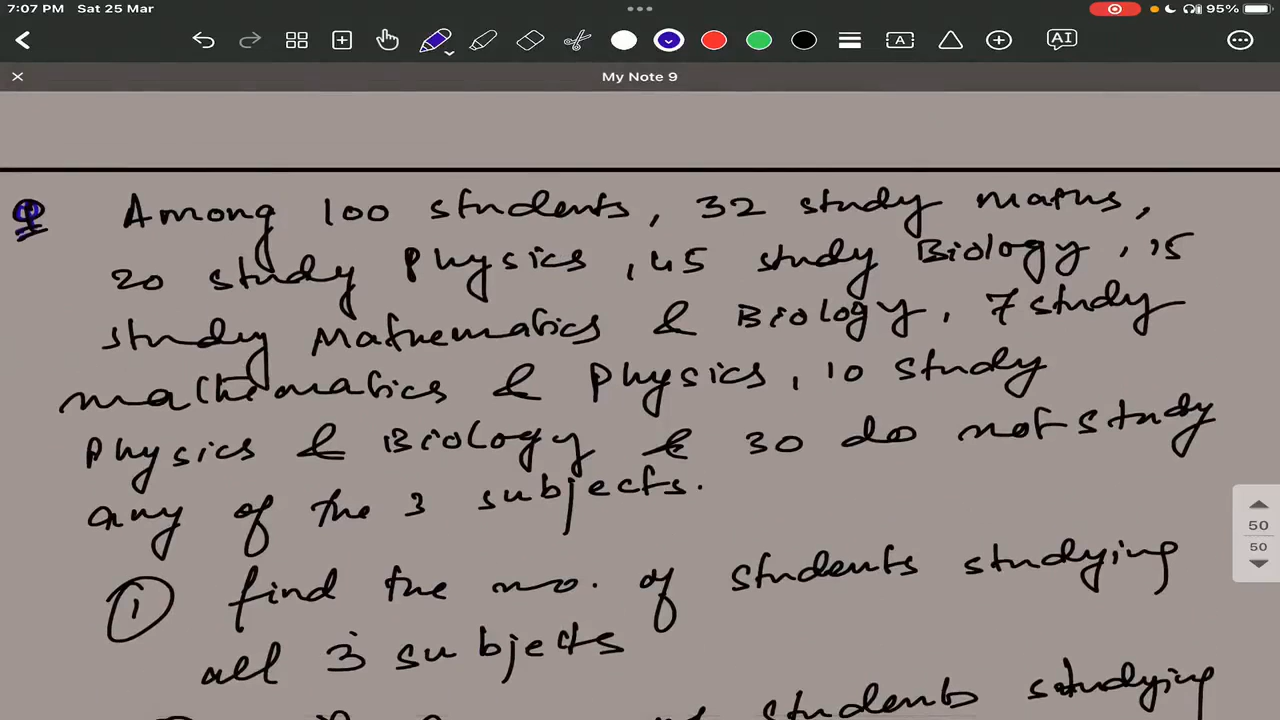 7:07 PM Sat 25 Mar
95%
A
AI
My Note 9
Q Among 100 students, 32 study maths,
20 study Physics, 45 study Biology, 15
study Mathematics & Biology, 7 study
mathematics & Physics, 10 study
Physics & Biology & 30 do not study
any of the 3 subjects.
50
50
① find the no. of students studying
all 3 subjects
students studying